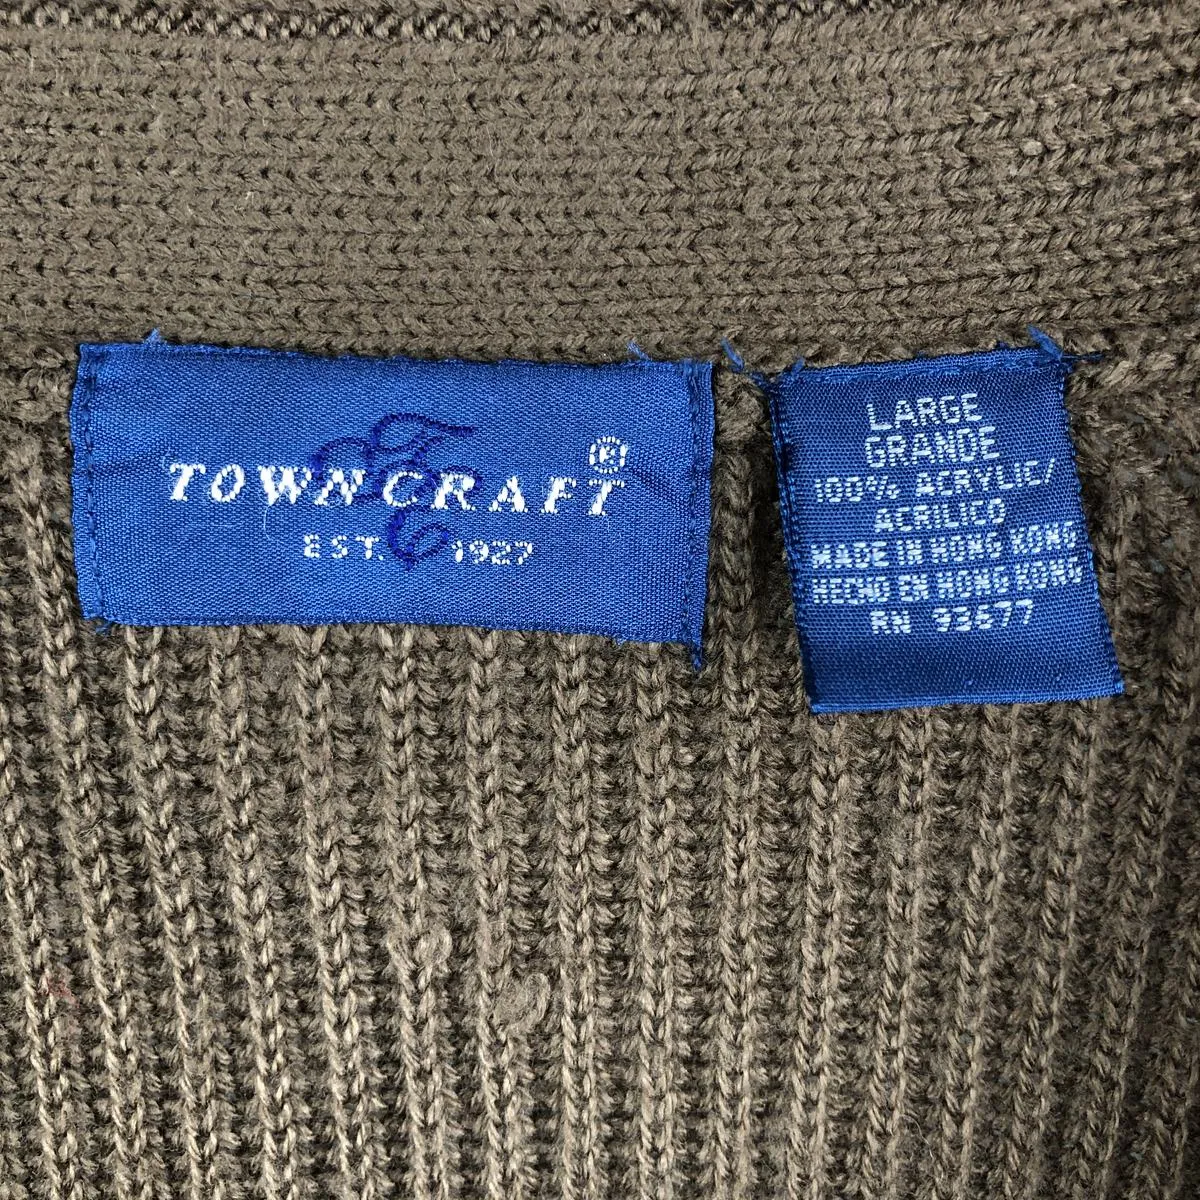 TOWNCRAFT®
EST. 1927
LARGE
GRANDE
100% ACRYLIC/
ACRILICO
MADE IN HONG KONG
HECHO EN HONG KONG
RN 93677